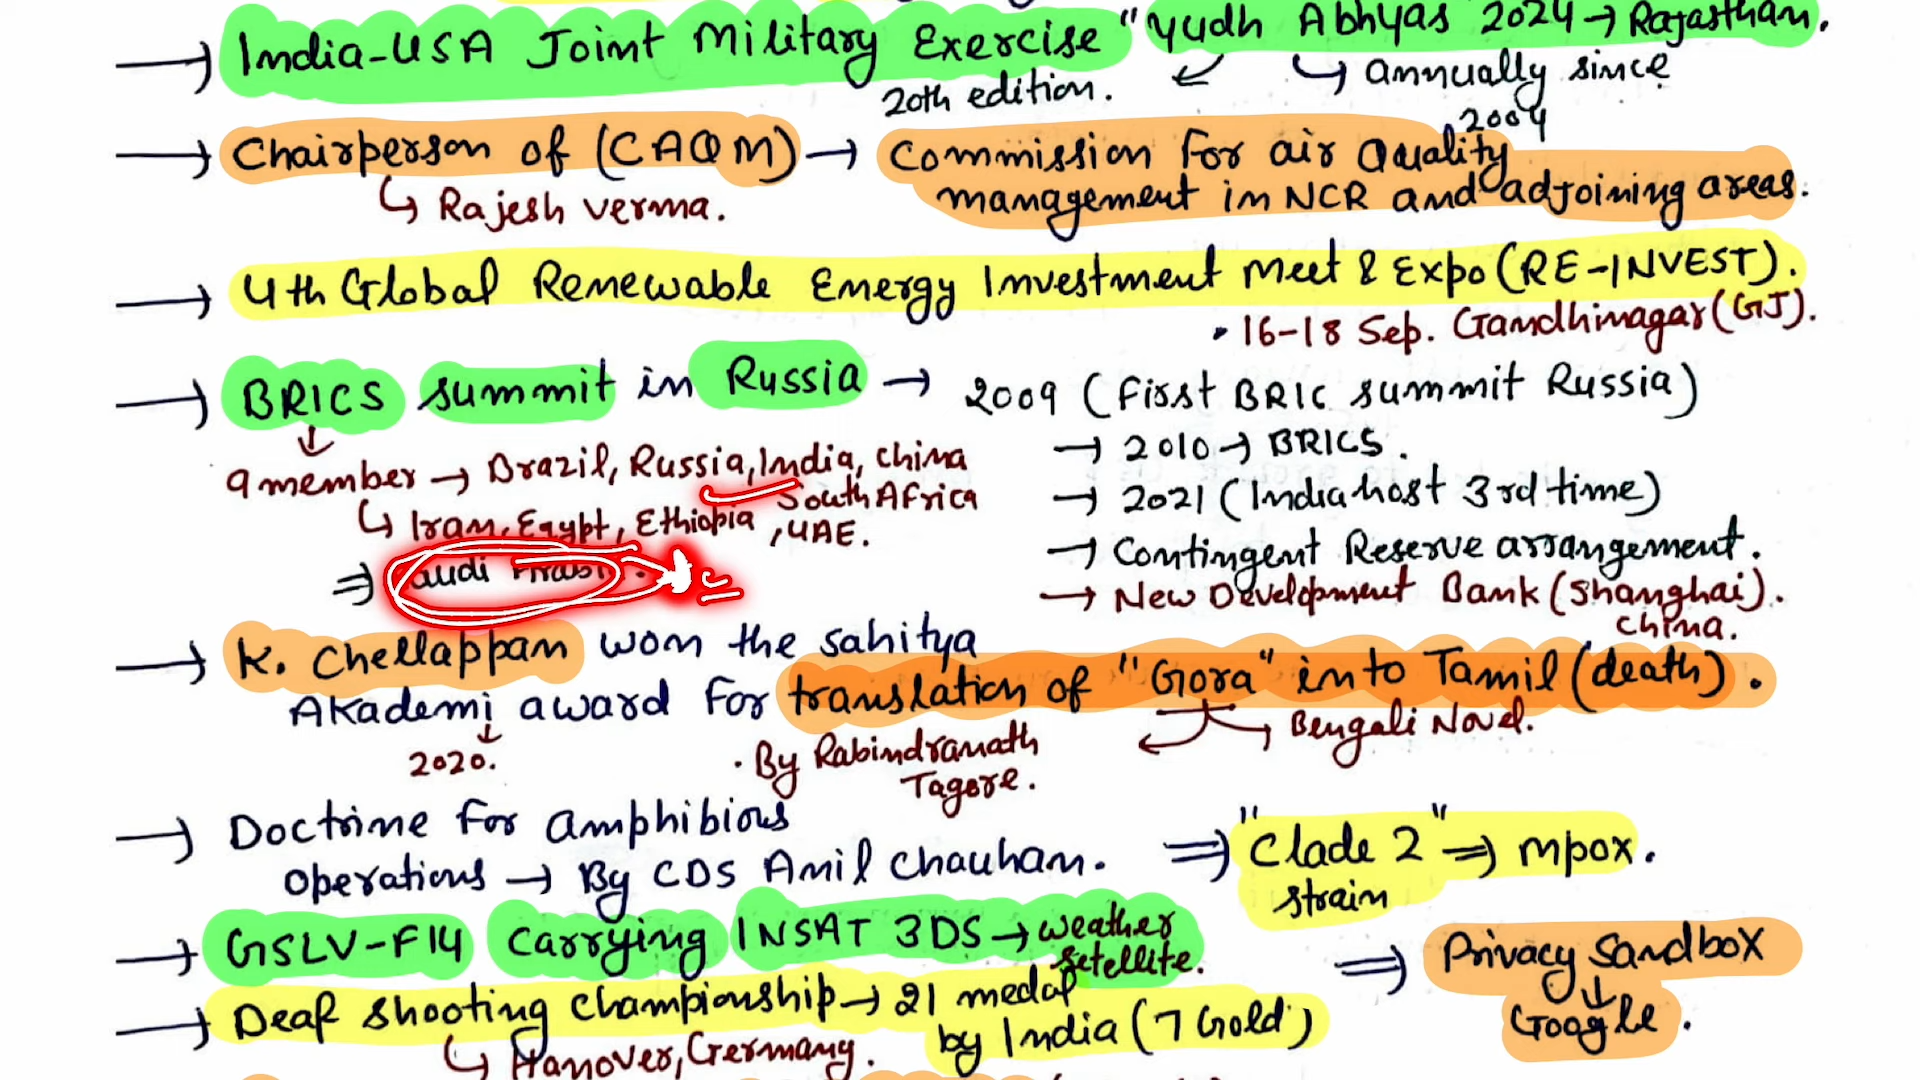 → India-USA Joint Military Exercise "Yudh Abhyas 2024 → Rajasthan.
20th edition. ↙ ↳ annually since
2004
→ Chairperson of (CAQM) → Commission for air Quality
management in NCR and adjoining areas.
↳ Rajesh verma.
→ 4th Global Renewable Energy Investment Meet & Expo (RE-INVEST).
• 16-18 Sep. Gandhinagar (GJ).
→ BRICS summit in Russia → 2009 (First BRIC summit Russia)
↓
9 member → Brazil, Russia, India, China
South Africa
↳ Iran, Egypt, Ethiopia, UAE.
⇒ audi
→ 2010 → BRICS.
→ 2021 (India host 3rd time)
→ Contingent Reserve arrangement.
→ New Development Bank (Shanghai).
China.
→ K. Chellappan won the sahitya
Akademi award for translation of "Gora" into Tamil (death).
↓
2020.
• By Rabindranath
Tagore.
→ Bengali Novel.
→ Doctrine for amphibious
operations → By CDS Anil Chauhan.
⇒ "Clade 2" ⇒ mpox.
strain
→ GSLV-F14 Carrying INSAT 3DS → weather
setellite.
⇒ Privacy Sandbox
↓
Google.
→ Deaf shooting championship → 21 medal
by India (7 Gold)
↳ Hanover, Germany.